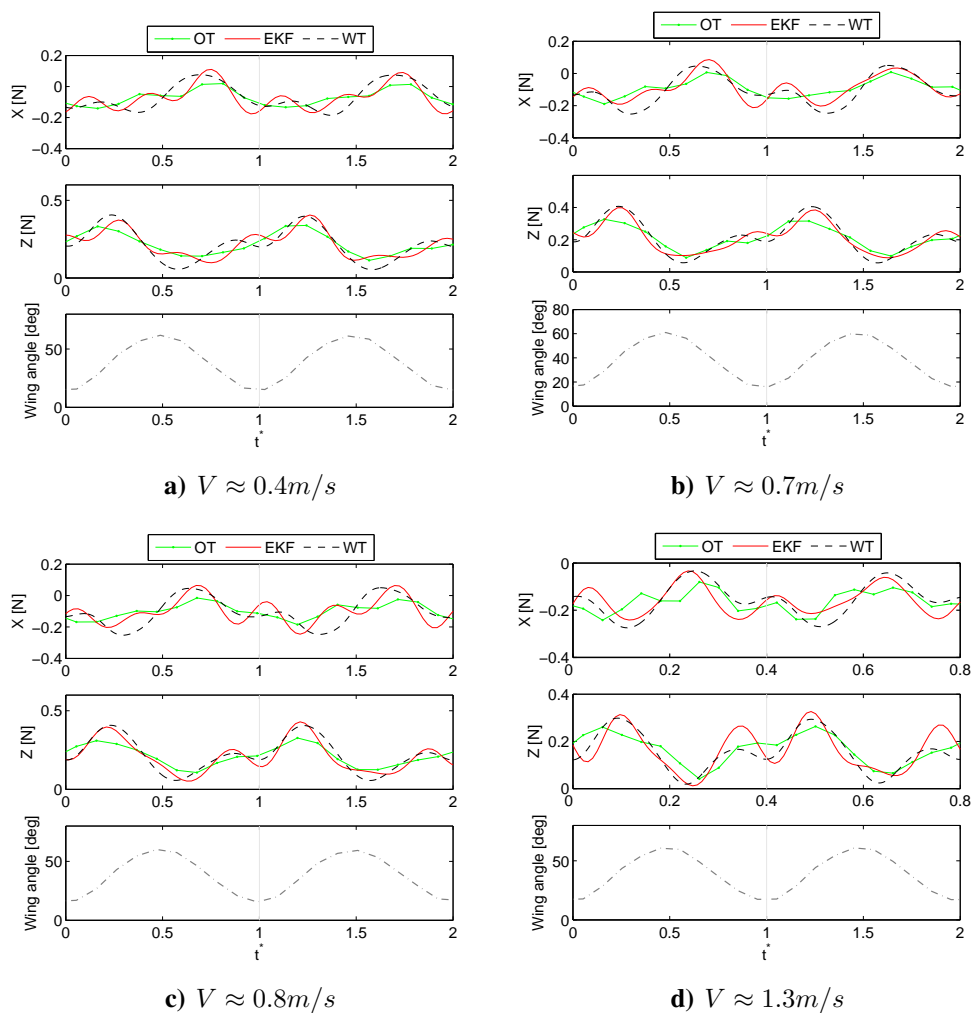 OT EKF WT
X [N]
0.2
0
−0.2
−0.4
0 0.5 1 1.5 2
Z [N]
0.5
0
0 0.5 1 1.5 2
Wing angle [deg]
50
0
0 0.5 1 1.5 2
t*
a) V ≈ 0.4m/s
OT EKF WT
X [N]
0.2
0
−0.2
−0.4
0 0.5 1 1.5 2
Z [N]
0.4
0.2
0
0 0.5 1 1.5 2
Wing angle [deg]
80
60
40
20
0
0 0.5 1 1.5 2
t*
b) V ≈ 0.7m/s
OT EKF WT
X [N]
0.2
0
−0.2
−0.4
0 0.5 1 1.5 2
Z [N]
0.5
0
0 0.5 1 1.5 2
Wing angle [deg]
50
0
0 0.5 1 1.5 2
t*
c) V ≈ 0.8m/s
OT EKF WT
X [N]
0
−0.2
−0.4
0 0.2 0.4 0.6 0.8
Z [N]
0.4
0.2
0
0 0.2 0.4 0.6 0.8
Wing angle [deg]
50
0
0 0.5 1 1.5 2
t*
d) V ≈ 1.3m/s